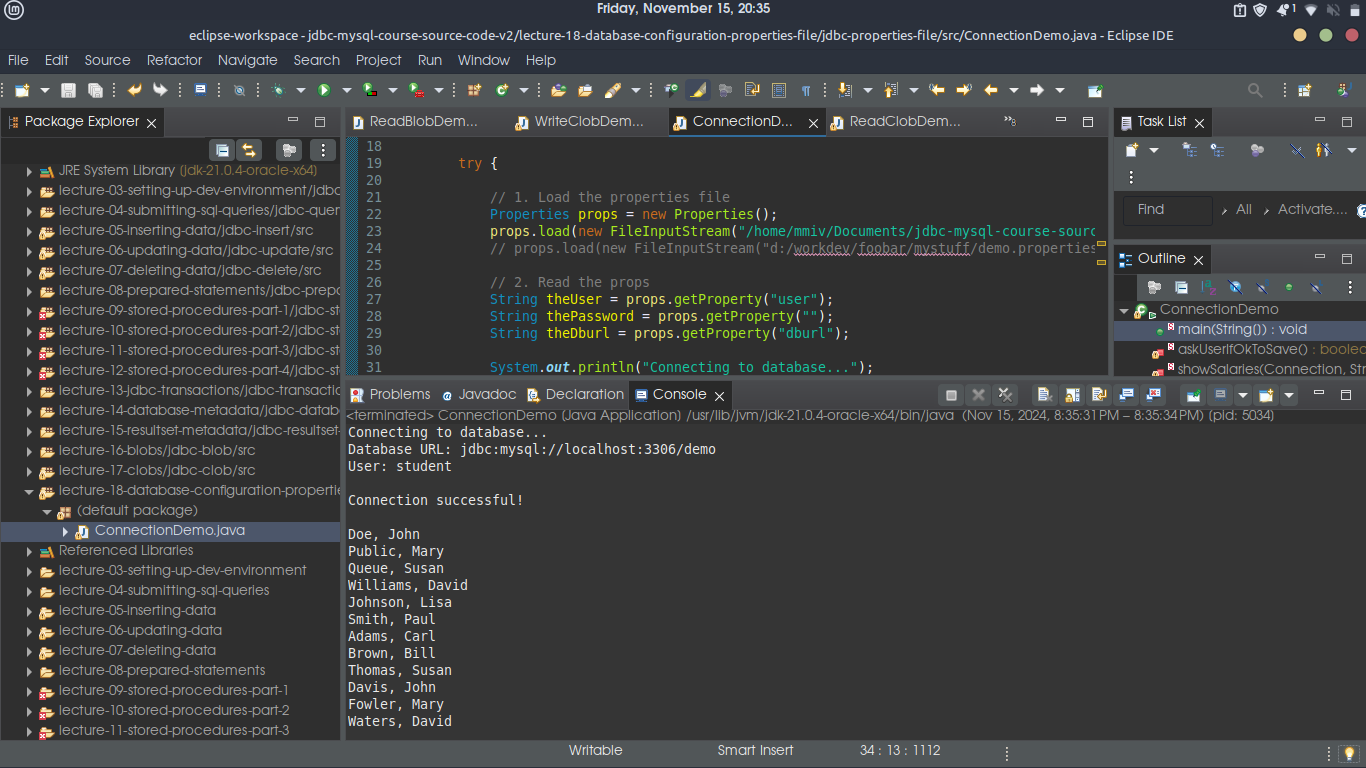 Friday, November 15, 20:35
1
eclipse-workspace - jdbc-mysql-course-source-code-v2/lecture-18-database-configuration-properties-file/jdbc-properties-file/src/ConnectionDemo.java - Eclipse IDE
File Edit Source Refactor Navigate Search Project Run Window Help
Package Explorer
JRE System Library [jdk-21.0.4-oracle-x64]
lecture-03-setting-up-dev-environment/jdbc
lecture-04-submitting-sql-queries/jdbc-quer
lecture-05-inserting-data/jdbc-insert/src
lecture-06-updating-data/jdbc-update/src
lecture-07-deleting-data/jdbc-delete/src
lecture-08-prepared-statements/jdbc-prepa
lecture-09-stored-procedures-part-1/jdbc-st
lecture-10-stored-procedures-part-2/jdbc-st
lecture-11-stored-procedures-part-3/jdbc-st
lecture-12-stored-procedures-part-4/jdbc-st
lecture-13-jdbc-transactions/jdbc-transactic
lecture-14-database-metadata/jdbc-datab
lecture-15-resultset-metadata/jdbc-resultset-
lecture-16-blobs/jdbc-blob/src
lecture-17-clobs/jdbc-clob/src
lecture-18-database-configuration-propertie
(default package)
ConnectionDemo.java
Referenced Libraries
lecture-03-setting-up-dev-environment
lecture-04-submitting-sql-queries
lecture-05-inserting-data
lecture-06-updating-data
lecture-07-deleting-data
lecture-08-prepared-statements
lecture-09-stored-procedures-part-1
lecture-10-stored-procedures-part-2
lecture-11-stored-procedures-part-3
ReadBlobDem... WriteClobDem... ConnectionD... ReadClobDem... »8
18
19 try {
20
21 // 1. Load the properties file
22 Properties props = new Properties();
23 props.load(new FileInputStream("/home/mmiv/Documents/jdbc-mysql-course-sourc
24 // props.load(new FileInputStream("d:/workdev/foobar/mystuff/demo.properties
25
26 // 2. Read the props
27 String theUser = props.getProperty("user");
28 String thePassword = props.getProperty("");
29 String theDburl = props.getProperty("dburl");
30
31 System.out.println("Connecting to database...");
Task List
Find All Activate....
Outline
ConnectionDemo
main(String[]) : void
askUserIfOkToSave() : boolea
showSalaries(Connection, Str
Problems Javadoc Declaration Console
<terminated> ConnectionDemo [Java Application] /usr/lib/jvm/jdk-21.0.4-oracle-x64/bin/java (Nov 15, 2024, 8:35:31 PM – 8:35:34 PM) [pid: 5034]
Connecting to database...
Database URL: jdbc:mysql://localhost:3306/demo
User: student
Connection successful!
Doe, John
Public, Mary
Queue, Susan
Williams, David
Johnson, Lisa
Smith, Paul
Adams, Carl
Brown, Bill
Thomas, Susan
Davis, John
Fowler, Mary
Waters, David
Writable Smart Insert 34 : 13 : 1112